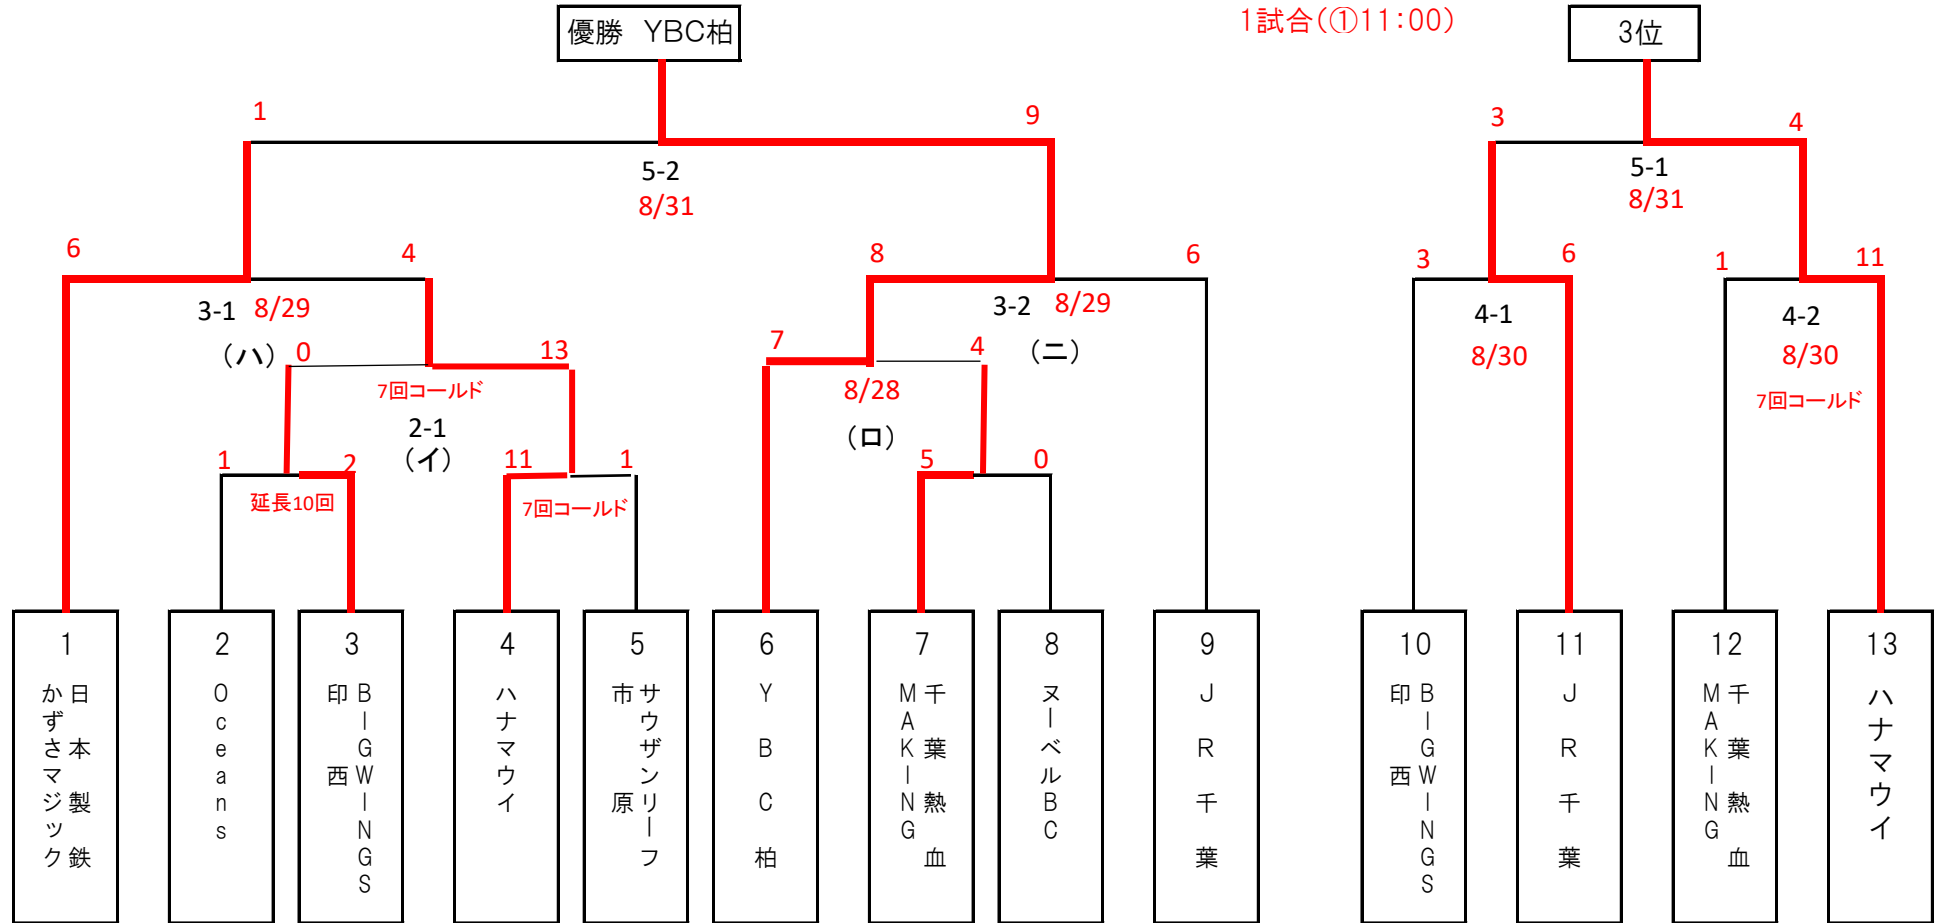 優勝 YBC柏
1試合(①11:00)
3位
1
9
3
4
5-2
8/31
5-1
8/31
6
4
8
6
3
6
1
11
3-1 8/29
(ハ)
3-2 8/29
(ニ)
4-1
8/30
4-2
8/30
7回コールド
0
13
7回コールド
2-1
(イ)
7
4
8/28
(ロ)
1
2
延長10回
11
1
7回コールド
5
0
1
日本製鉄
かずさマジック
2
Oceans
3
BIGWINGS
印西
4
ハナマウイ
5
サウザンリーフ
市原
6
YBC柏
7
千葉熱血
MAKING
8
ヌーベルBC
9
JR千葉
10
BIGWINGS
印西
11
JR千葉
12
千葉熱血
MAKING
13
ハナマウイ